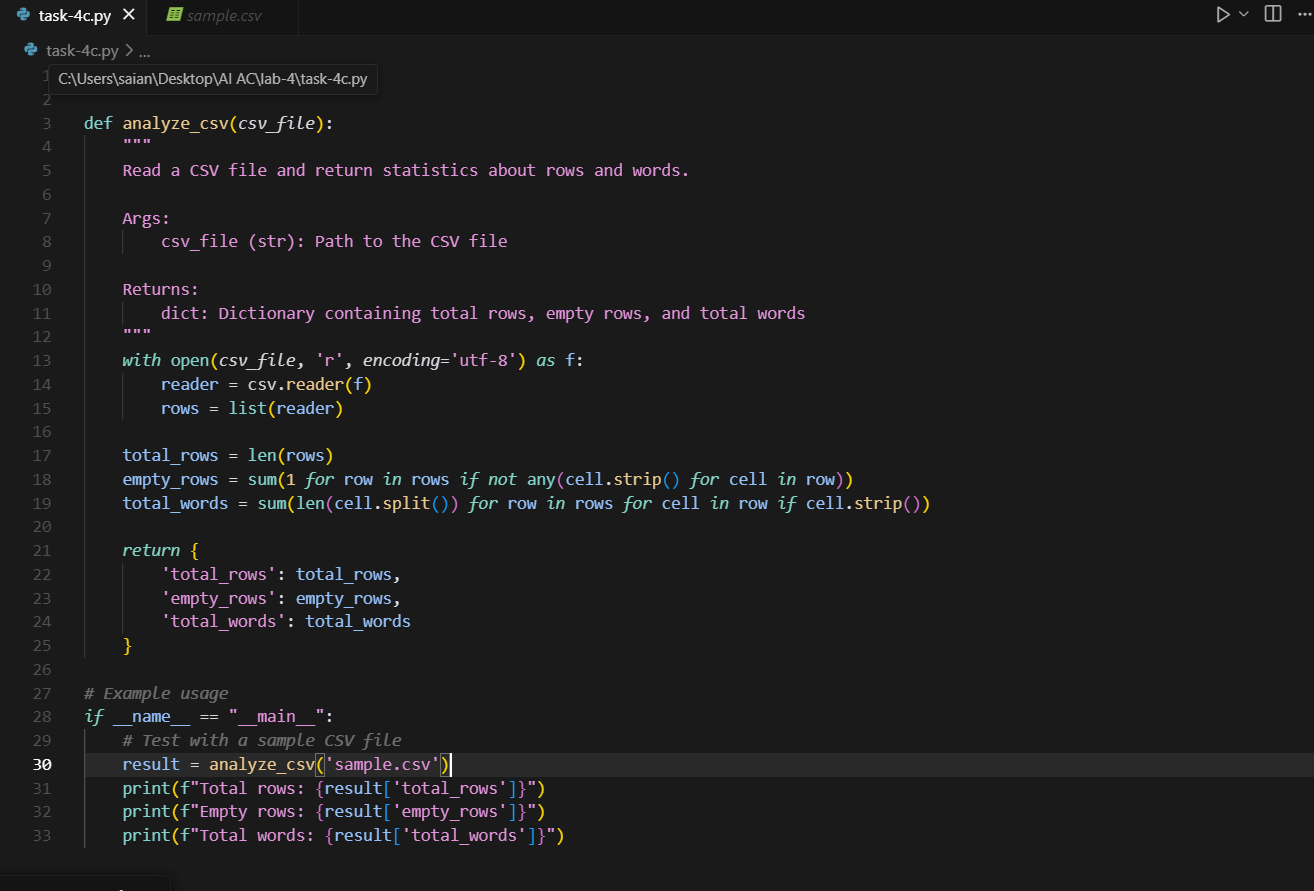 task-4c.py
sample.csv
task-4c.py > ...
1
C:\Users\saian\Desktop\AI AC\lab-4\task-4c.py
2
3 def analyze_csv(csv_file):
4     """
5     Read a CSV file and return statistics about rows and words.
6
7     Args:
8         csv_file (str): Path to the CSV file
9
10     Returns:
11         dict: Dictionary containing total rows, empty rows, and total words
12     """
13     with open(csv_file, 'r', encoding='utf-8') as f:
14         reader = csv.reader(f)
15         rows = list(reader)
16
17     total_rows = len(rows)
18     empty_rows = sum(1 for row in rows if not any(cell.strip() for cell in row))
19     total_words = sum(len(cell.split()) for row in rows for cell in row if cell.strip())
20
21     return {
22         'total_rows': total_rows,
23         'empty_rows': empty_rows,
24         'total_words': total_words
25     }
26
27 # Example usage
28 if __name__ == "__main__":
29     # Test with a sample CSV file
30     result = analyze_csv('sample.csv')
31     print(f"Total rows: {result['total_rows']}")
32     print(f"Empty rows: {result['empty_rows']}")
33     print(f"Total words: {result['total_words']}")